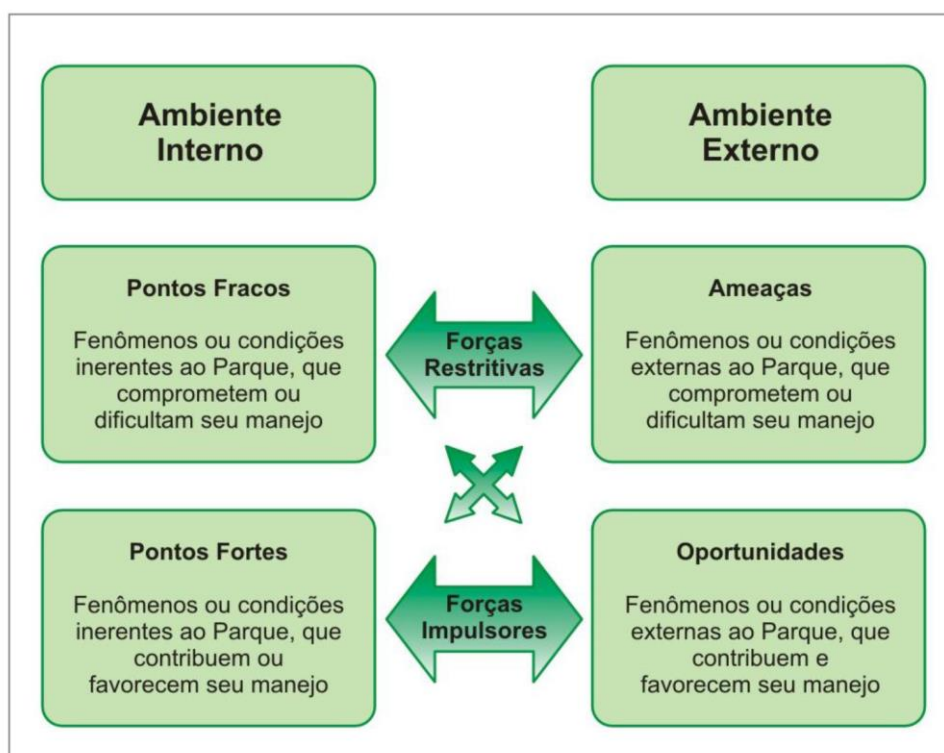 Ambiente
Interno
Ambiente
Externo
Pontos Fracos
Fenômenos ou condições
inerentes ao Parque, que
comprometem ou
dificultam seu manejo
Forças
Restritivas
Ameaças
Fenômenos ou condições
externas ao Parque, que
comprometem ou
dificultam seu manejo
Pontos Fortes
Fenômenos ou condições
inerentes ao Parque, que
contribuem ou
favorecem seu manejo
Forças
Impulsores
Oportunidades
Fenômenos ou condições
externas ao Parque, que
contribuem e
favorecem seu manejo